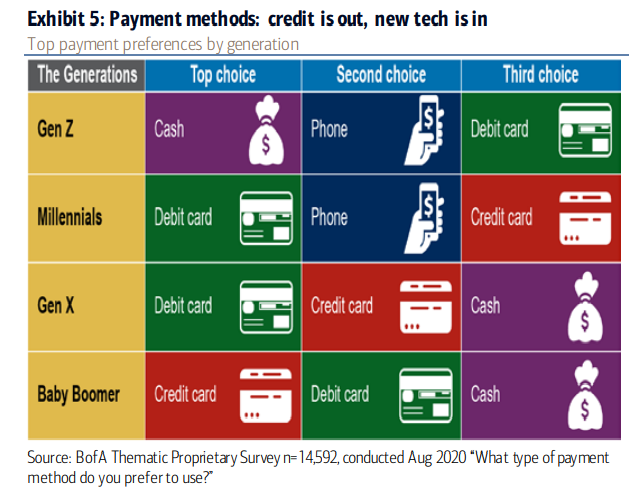 Exhibit 5: Payment methods: credit is out, new tech is in
Top payment preferences by generation
The Generations Top choice Second choice Third choice
Gen Z Cash $ Phone $ Debit card
Millennials Debit card Phone $ Credit card
Gen X Debit card Credit card Cash $
Baby Boomer Credit card Debit card Cash $
Source: BofA Thematic Proprietary Survey n=14,592, conducted Aug 2020 “What type of payment
method do you prefer to use?”